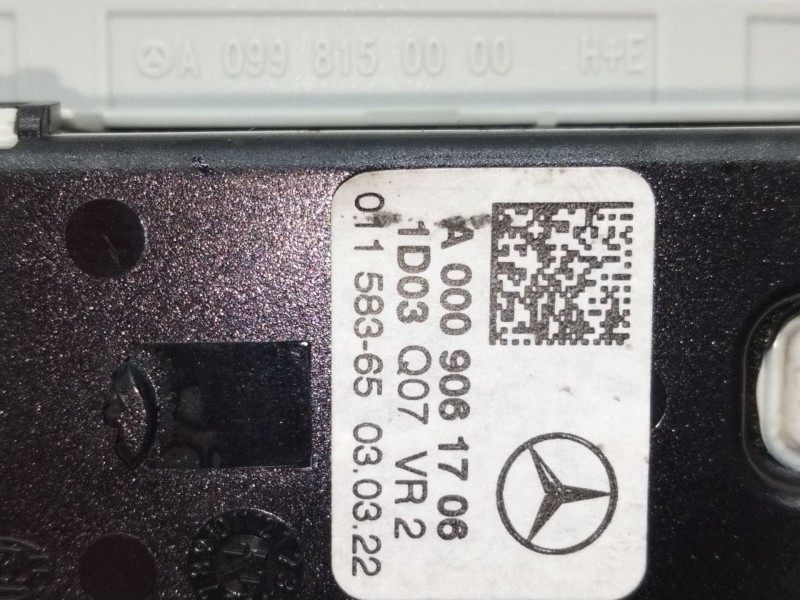 A 099 815 00 00 H+E
A 000 906 17 06
1D03 Q07 VR 2
011 583-65 03.03.22